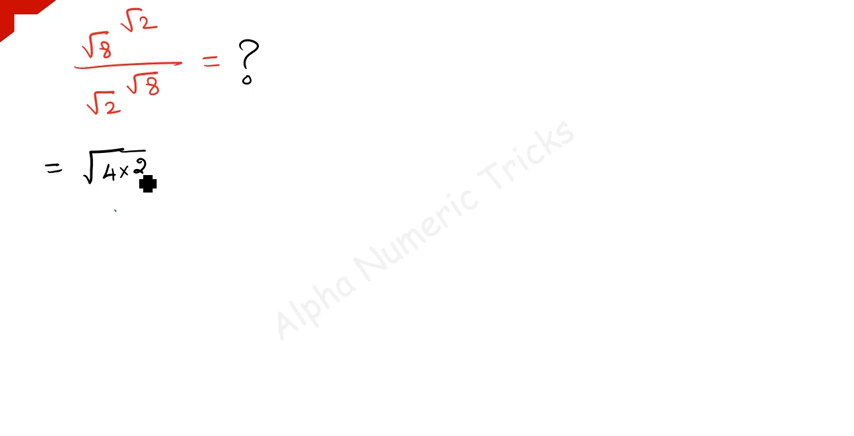 √8^√2 / √2^√8 = ?
= √4×2
Alpha Numeric Tricks